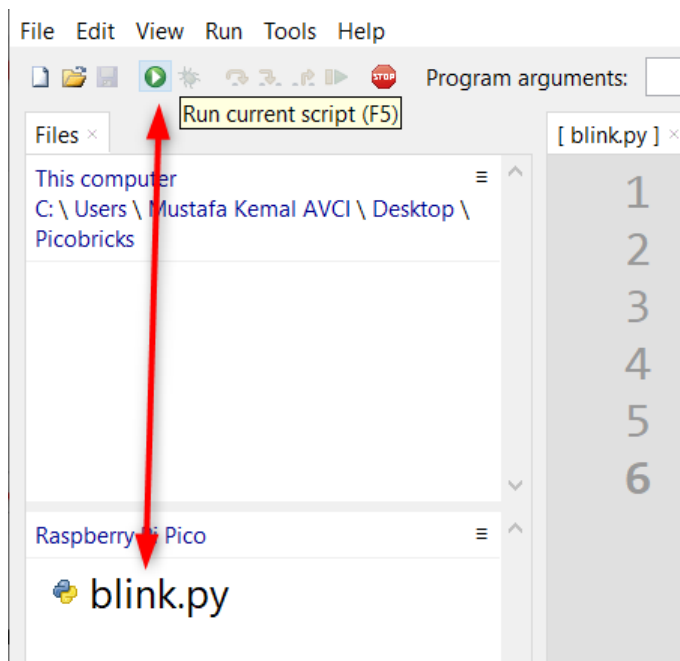 File Edit View Run Tools Help
STOP Program arguments:
Run current script (F5)
Files
[ blink.py ]
This computer
C: \ Users \ Mustafa Kemal AVCI \ Desktop \
Picobricks
1
2
3
4
5
6
Raspberry Pi Pico
blink.py